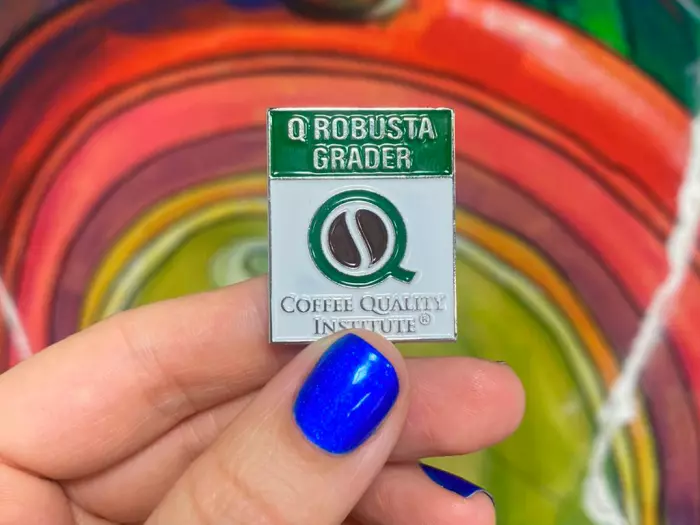 Q ROBUSTA
GRADER
COFFEE QUALITY
INSTITUTE®